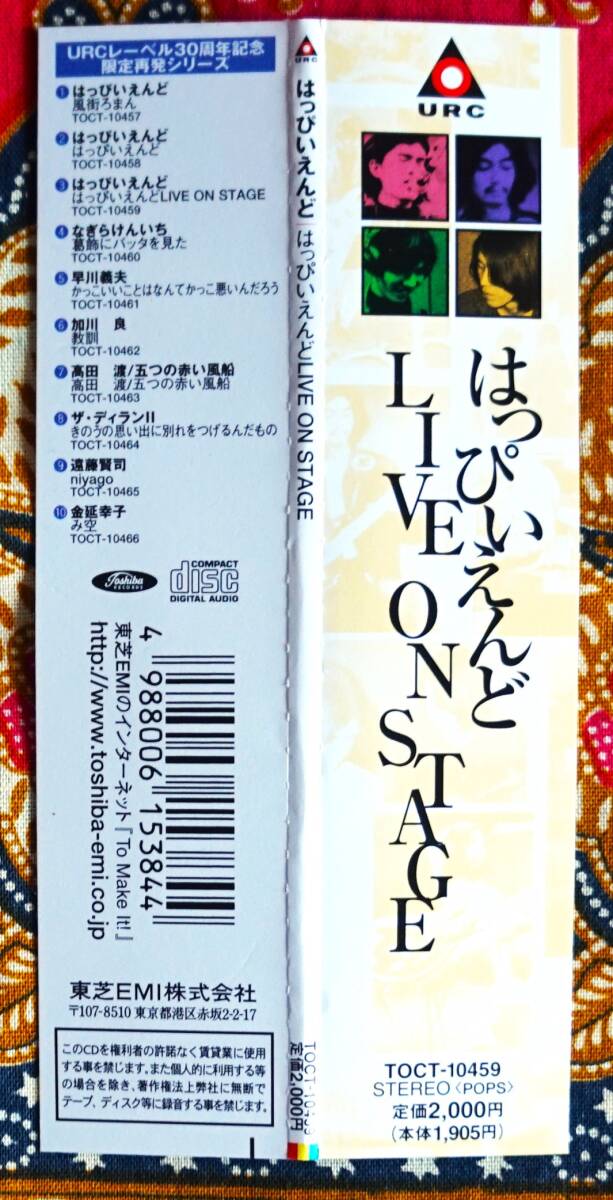 URCレーベル30周年記念
限定再発シリーズ
1 はっぴいえんど
風街ろまん
TOCT-10457
2 はっぴいえんど
はっぴいえんど
TOCT-10458
3 はっぴいえんど
はっぴいえんどLIVE ON STAGE
TOCT-10459
4 なぎらけんいち
葛飾にバッタを見た
TOCT-10460
5 早川義夫
かっこいいことはなんてかっこ悪いんだろう
TOCT-10461
6 加川 良
教訓
TOCT-10462
7 高田 渡/五つの赤い風船
高田 渡/五つの赤い風船
TOCT-10463
8 ザ・ディランII
きのうの思い出に別れをつげるんだもの
TOCT-10464
9 遠藤賢司
niyago
TOCT-10465
10 金延幸子
み空
TOCT-10466
Toshiba
RECORDS
COMPACT
disc
DIGITAL AUDIO
4 988006 153844
東芝EMIのインターネット『To Make It!』
http://www.toshiba-emi.co.jp
東芝EMI株式会社
〒107-8510 東京都港区赤坂2-2-17
このCDを権利者の許諾なく賃貸業に使用
する事を禁じます。また個人的に利用する等
の場合を除き、著作権法上弊社に無断で
テープ、ディスク等に録音する事を禁じます。
URC
はっぴいえんど
はっぴいえんどLIVE ON STAGE
TOCT-10459
定価2,000円
URC
はっぴいえんど
LIVE ON STAGE
TOCT-10459
STEREO〈POPS〉
定価2,000円
(本体1,905円)